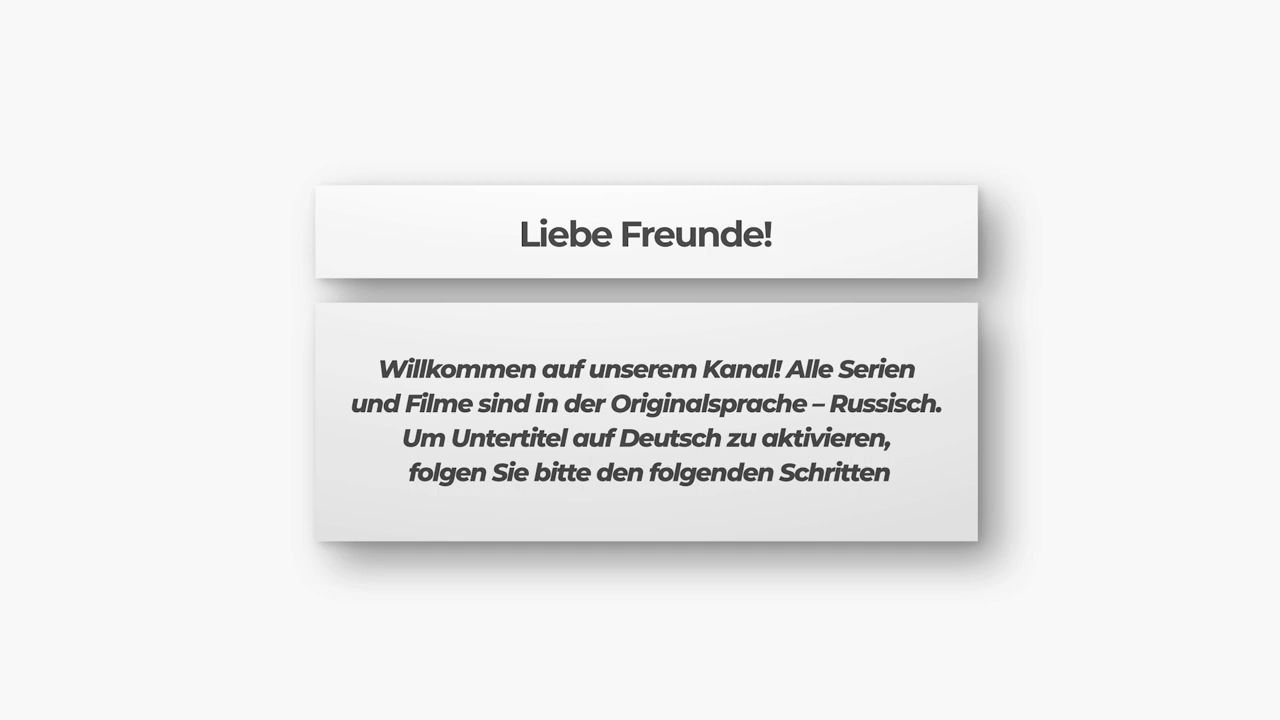 Liebe Freunde!
Willkommen auf unserem Kanal! Alle Serien
und Filme sind in der Originalsprache – Russisch.
Um Untertitel auf Deutsch zu aktivieren,
folgen Sie bitte den folgenden Schritten